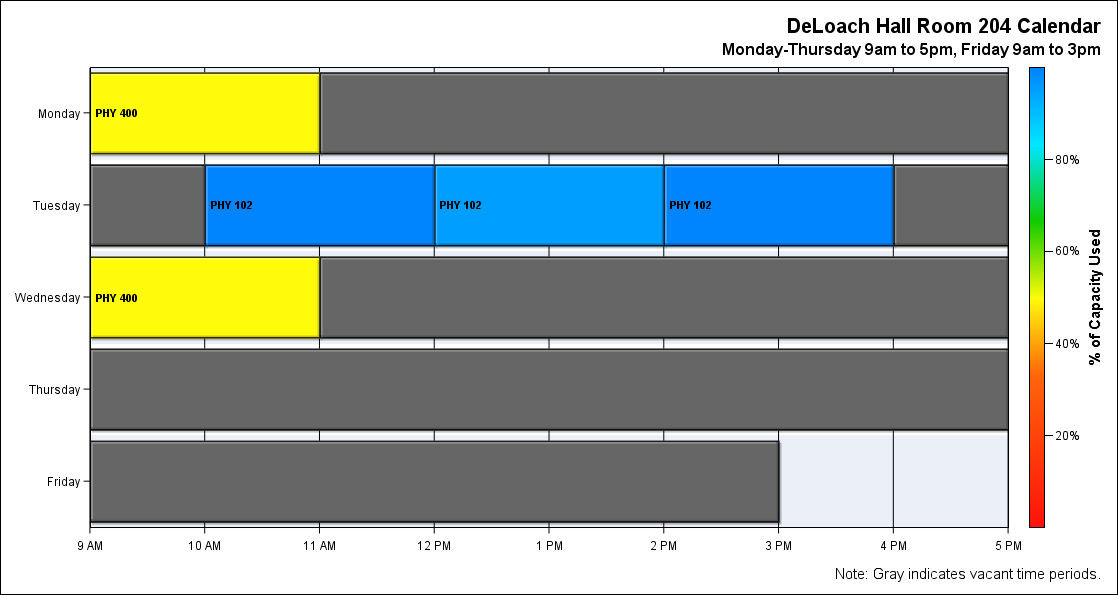 DeLoach Hall Room 204 Calendar
Monday-Thursday 9am to 5pm, Friday 9am to 3pm
Monday
PHY 400
Tuesday
PHY 102
PHY 102
PHY 102
Wednesday
PHY 400
Thursday
Friday
9 AM
10 AM
11 AM
12 PM
1 PM
2 PM
3 PM
4 PM
5 PM
80%
60%
40%
20%
% of Capacity Used
Note: Gray indicates vacant time periods.